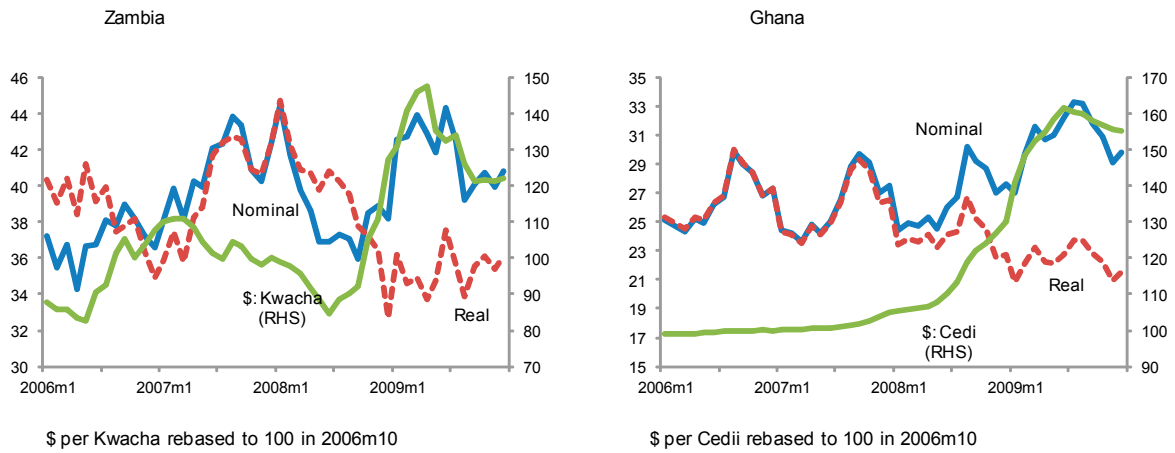 Zambia
46
44
42
40
38
36
34
32
30
150
140
130
120
110
100
90
80
70
Nominal
$: Kwacha
(RHS)
Real
2006m1
2007m1
2008m1
2009m1
$ per Kwacha rebased to 100 in 2006m10
Ghana
35
33
31
29
27
25
23
21
19
17
15
170
160
150
140
130
120
110
100
90
Nominal
Real
$: Cedi
(RHS)
2006m1
2007m1
2008m1
2009m1
$ per Cedii rebased to 100 in 2006m10